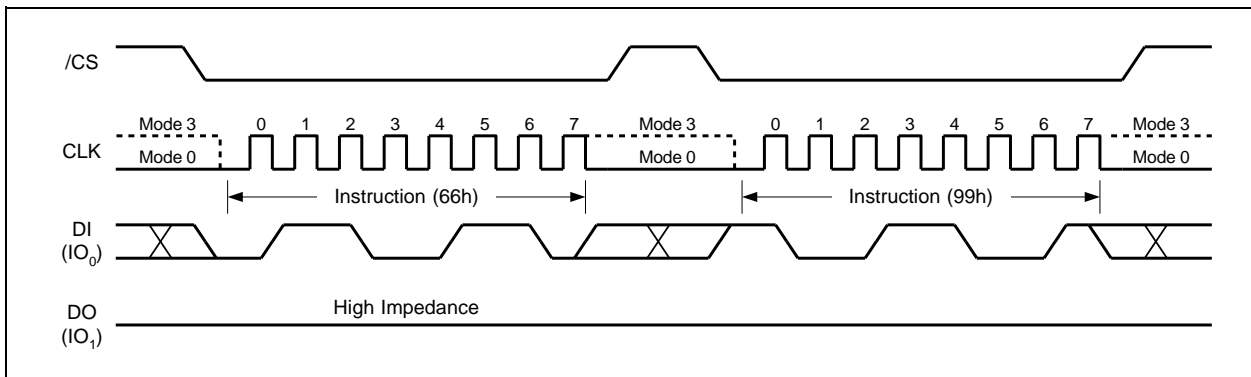 /CS
Mode 3 0 1 2 3 4 5 6 7 Mode 3 0 1 2 3 4 5 6 7 Mode 3
CLK Mode 0 Mode 0 Mode 0
Instruction (66h) Instruction (99h)
DI
(IO₀)
High Impedance
DO
(IO₁)